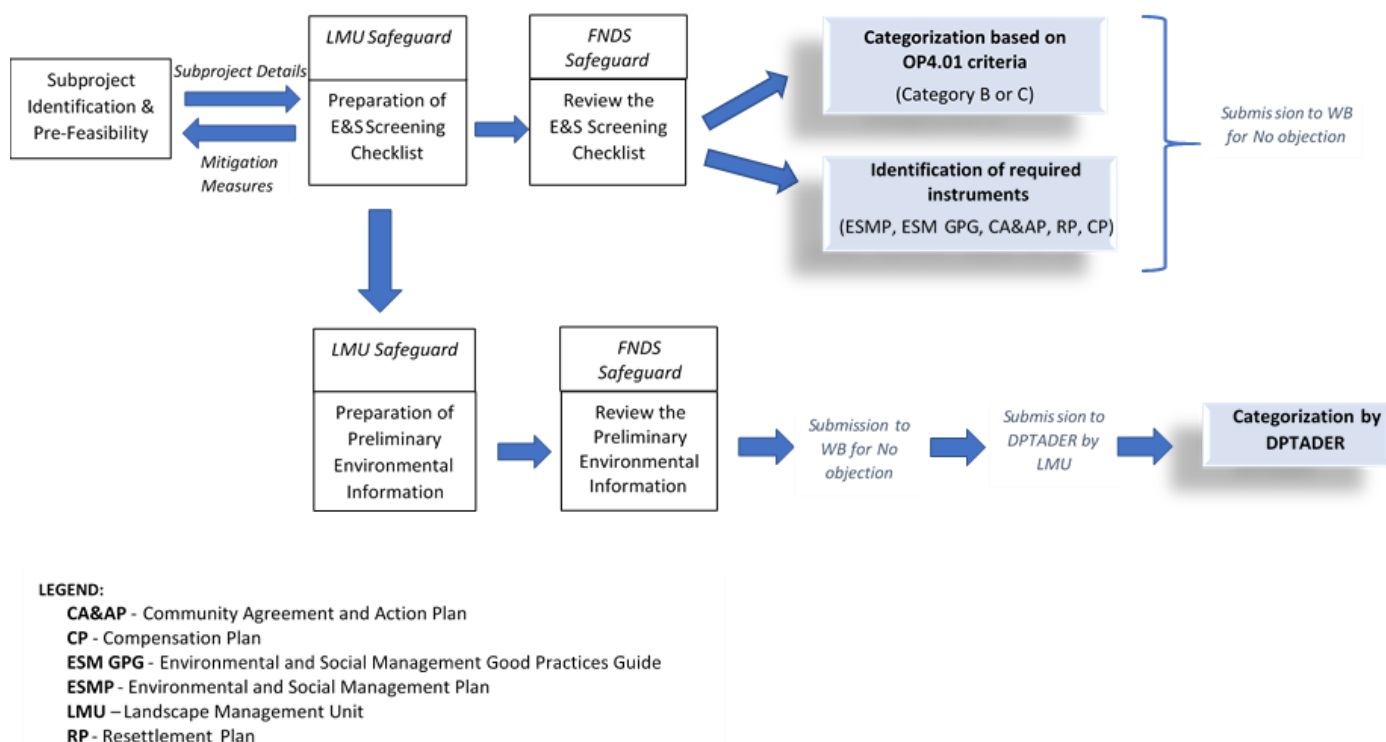 Subproject
Identification &
Pre-Feasibility
Subproject Details
Mitigation
Measures
LMU Safeguard
Preparation of
E&S Screening
Checklist
FNDS
Safeguard
Review the
E&S Screening
Checklist
Categorization based on
OP4.01 criteria
(Category B or C)
Identification of required
instruments
(ESMP, ESM GPG, CA&AP, RP, CP)
Submission to WB
for No objection
LMU Safeguard
Preparation of
Preliminary
Environmental
Information
FNDS
Safeguard
Review the
Preliminary
Environmental
Information
Submission to
WB for No
objection
Submission to
DPTADER by
LMU
Categorization by
DPTADER
LEGEND:
CA&AP - Community Agreement and Action Plan
CP - Compensation Plan
ESM GPG - Environmental and Social Management Good Practices Guide
ESMP - Environmental and Social Management Plan
LMU – Landscape Management Unit
RP - Resettlement Plan